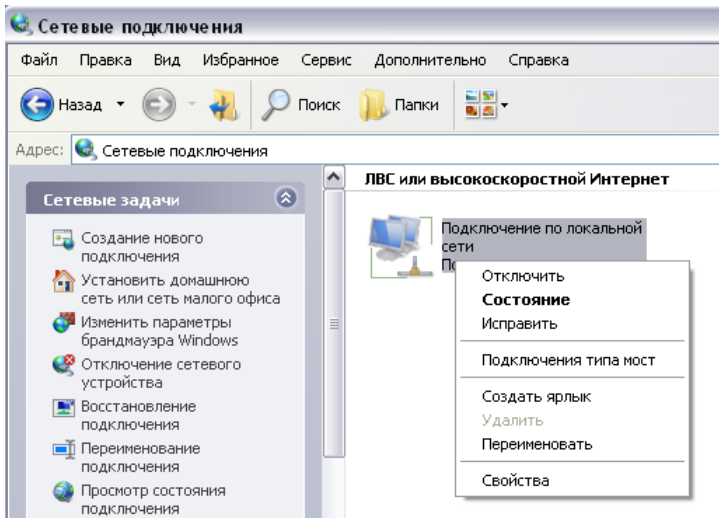 Сетевые подключения
Файл Правка Вид Избранное Сервис Дополнительно Справка
Назад Поиск Папки
Адрес: Сетевые подключения
Сетевые задачи
Создание нового
подключения
Установить домашнюю
сеть или сеть малого офиса
Изменить параметры
брандмауэра Windows
Отключение сетевого
устройства
Восстановление
подключения
Переименование
подключения
Просмотр состояния
подключения
ЛВС или высокоскоростной Интернет
Подключение по локальной
сети
Отключить
Состояние
Исправить
Подключения типа мост
Создать ярлык
Удалить
Переименовать
Свойства